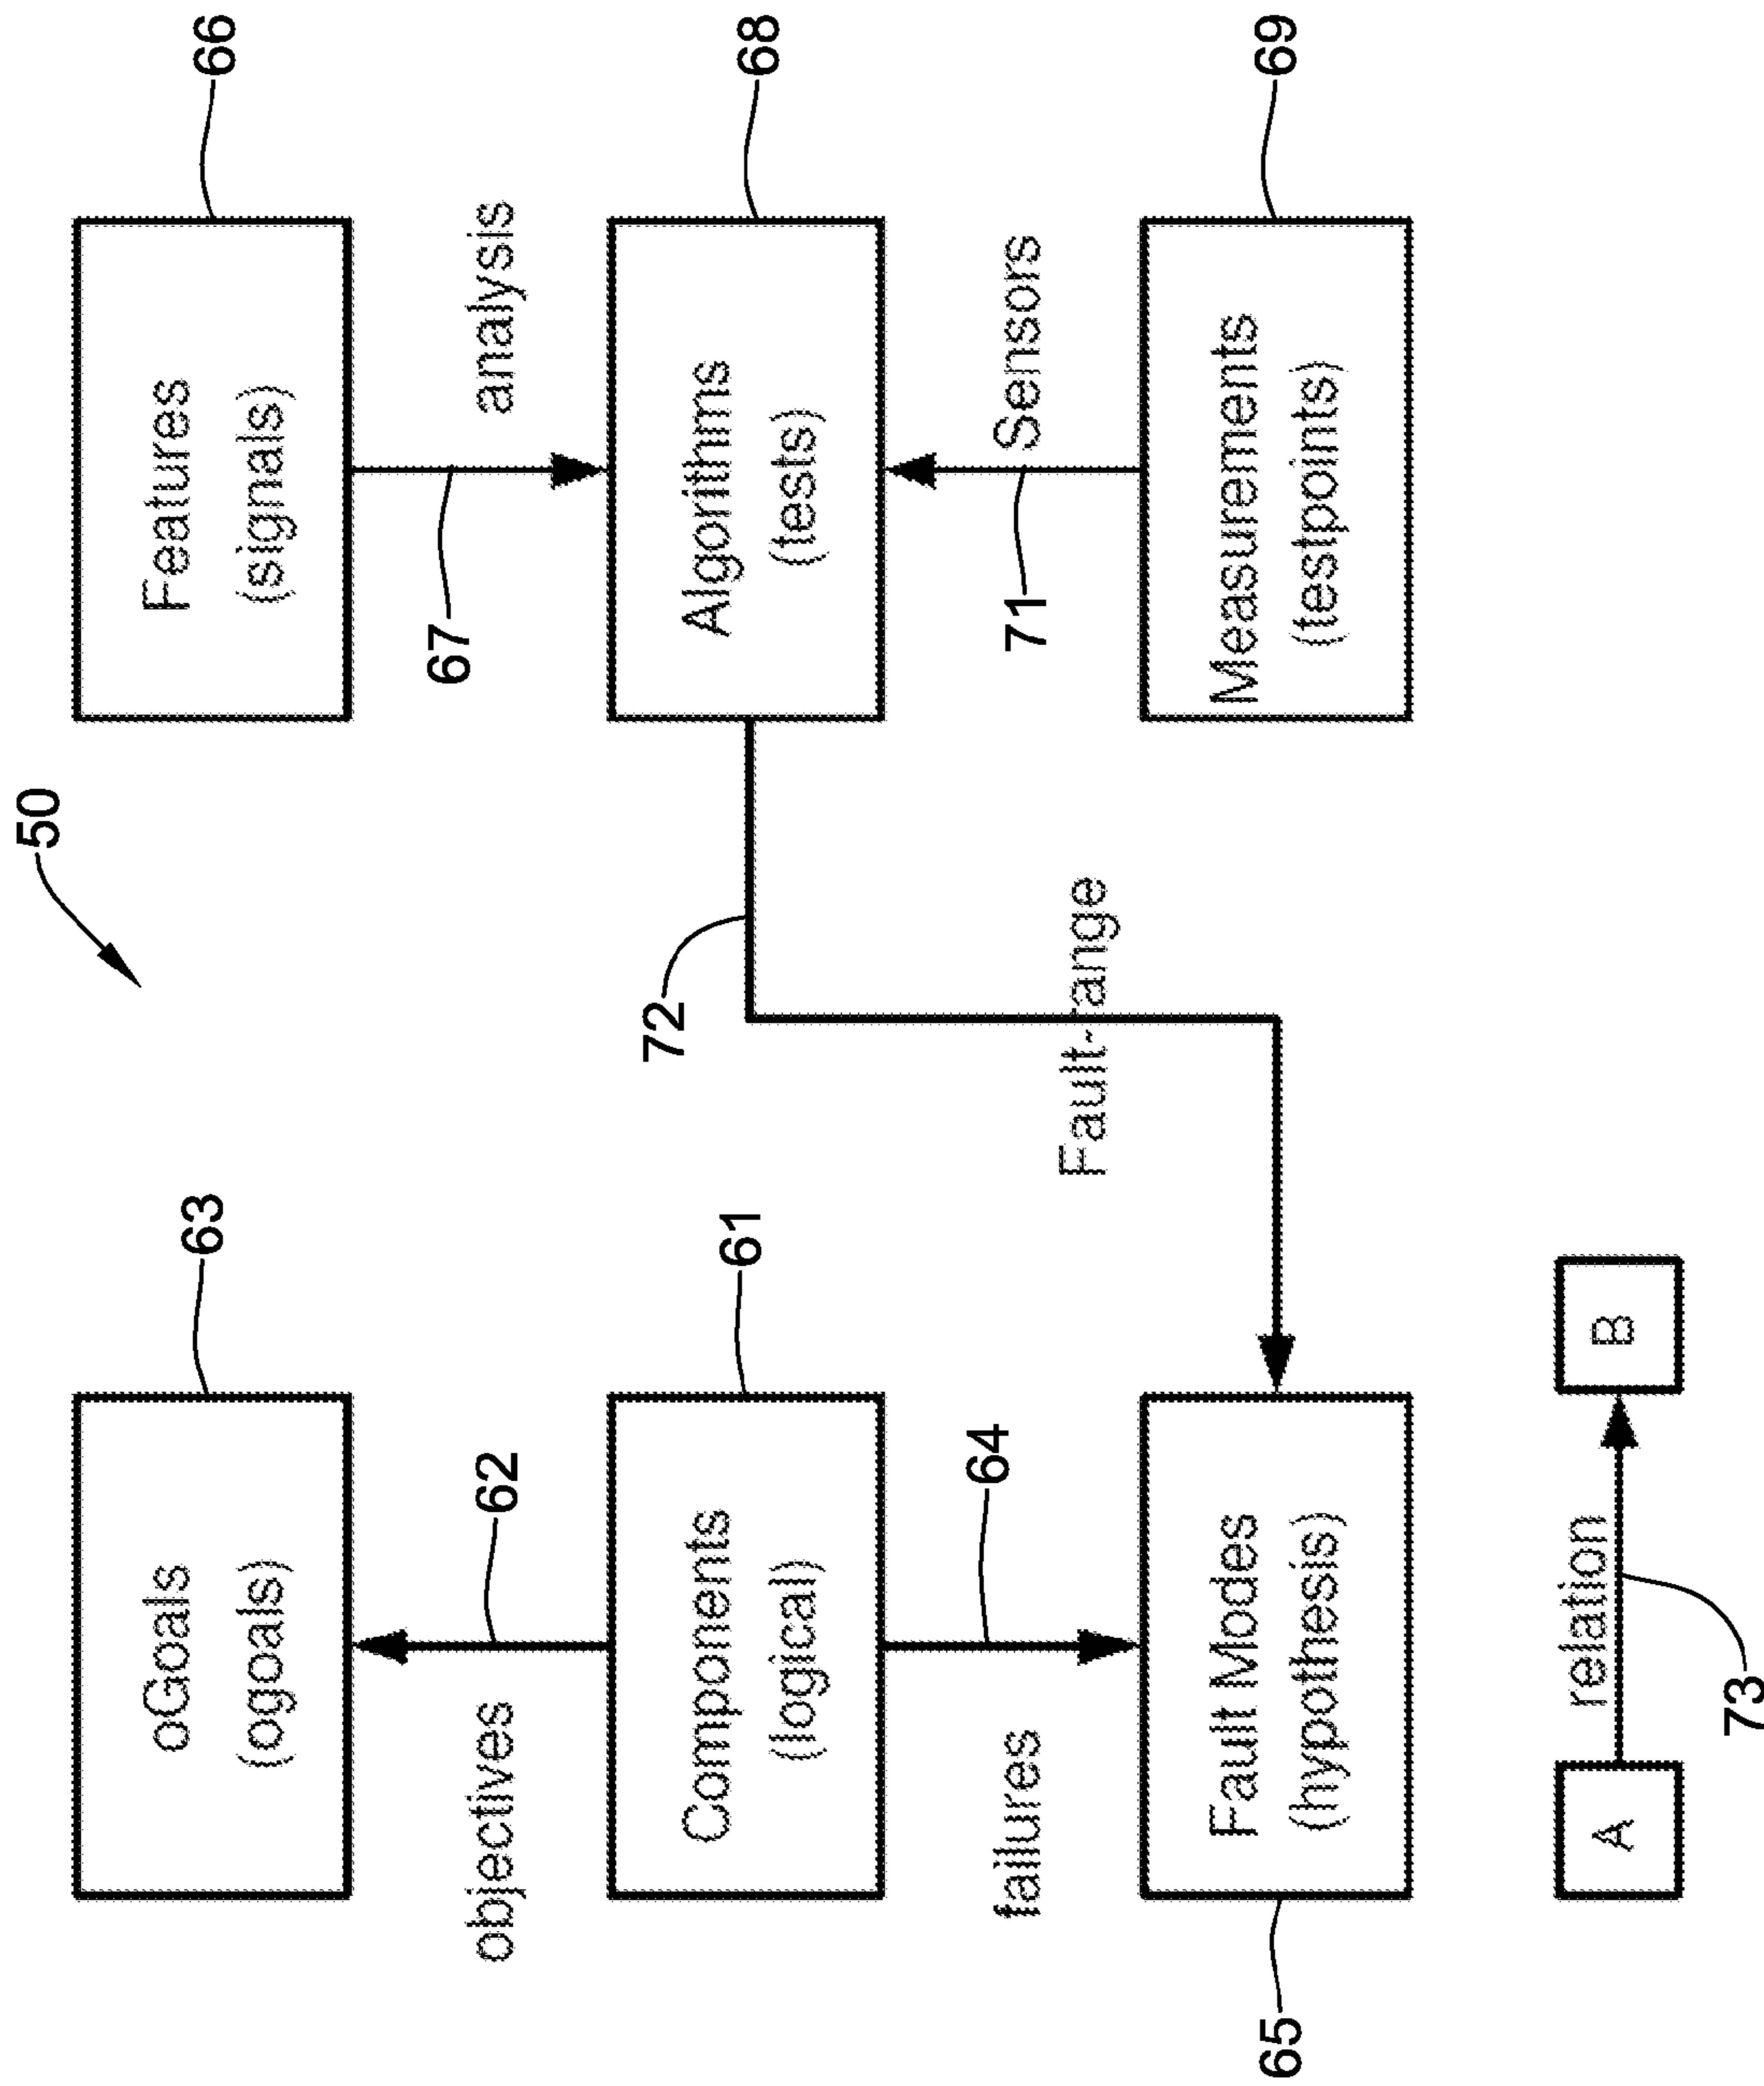 50
oGoals
(ogoals)
63
Features
(signals)
66
objectives
62
67
analysis
Components
(logical)
61
72
Algorithms
(tests)
68
failures
64
Fault-range
71
Sensors
65
Fault Modes
(hypothesis)
Measurements
(testpoints)
69
A
relation
B
73